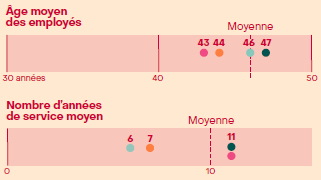 Âge moyen
des employés
Moyenne
43 44 46 47
30 années 40 50
Nombre d'années
de service moyen
Moyenne
6 7 11
0 10